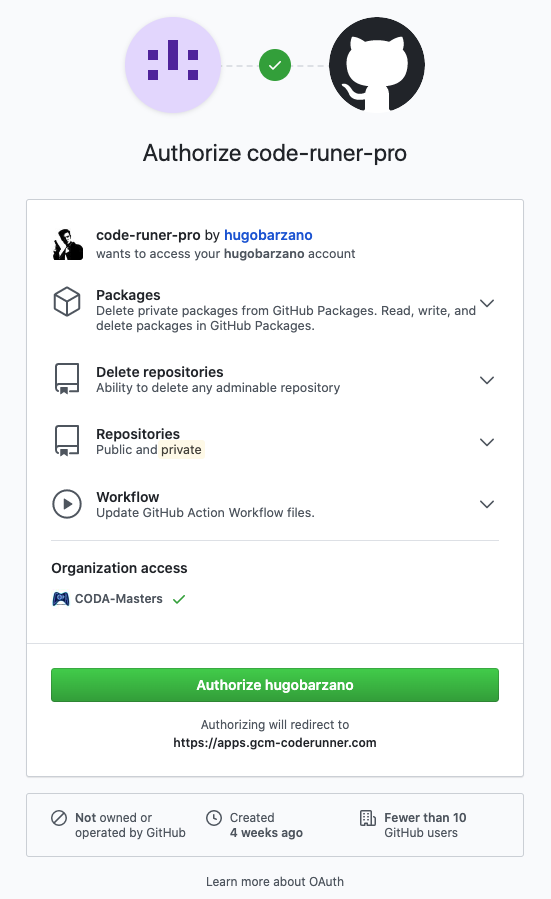 Authorize code-runer-pro
code-runer-pro by hugobarzano
wants to access your hugobarzano account
Packages
Delete private packages from GitHub Packages. Read, write, and
delete packages in GitHub Packages.
Delete repositories
Ability to delete any adminable repository
Repositories
Public and private
Workflow
Update GitHub Action Workflow files.
Organization access
CODA-Masters
Authorize hugobarzano
Authorizing will redirect to
https://apps.gcm-coderunner.com
Not owned or
operated by GitHub
Created
4 weeks ago
Fewer than 10
GitHub users
Learn more about OAuth